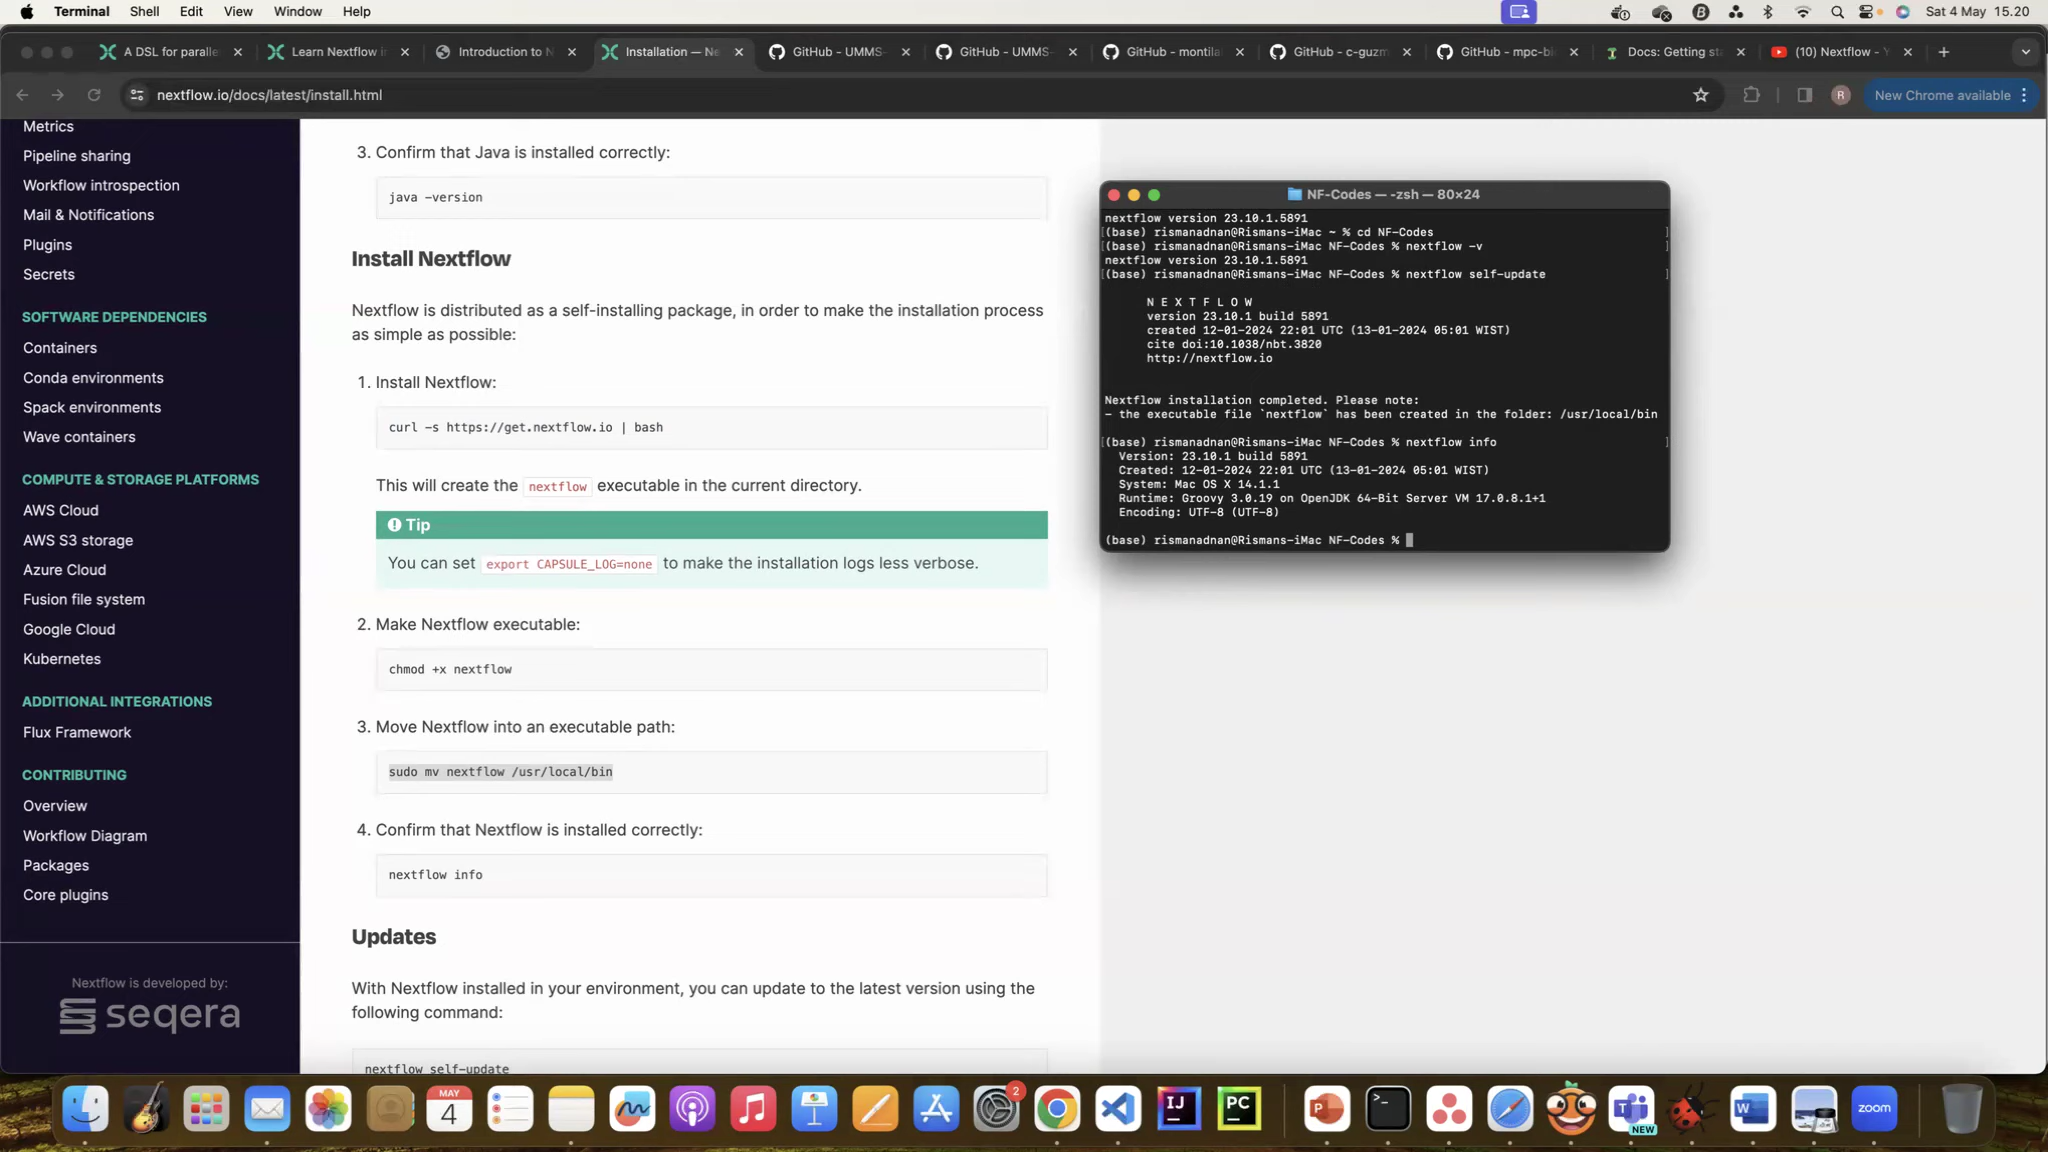 Terminal Shell Edit View Window Help Sat 4 May 15.20
A DSL for paralle Learn Nextflow i Introduction to N Installation — Ne GitHub - UMMS- GitHub - UMMS- GitHub - montila GitHub - c-guzm GitHub - mpc-bi Docs: Getting sta (10) Nextflow - Y
nextflow.io/docs/latest/install.html R New Chrome available
Metrics
Pipeline sharing
Workflow introspection
Mail & Notifications
Plugins
Secrets
SOFTWARE DEPENDENCIES
Containers
Conda environments
Spack environments
Wave containers
COMPUTE & STORAGE PLATFORMS
AWS Cloud
AWS S3 storage
Azure Cloud
Fusion file system
Google Cloud
Kubernetes
ADDITIONAL INTEGRATIONS
Flux Framework
CONTRIBUTING
Overview
Workflow Diagram
Packages
Core plugins
Nextflow is developed by:
seqera
3. Confirm that Java is installed correctly:
java -version
Install Nextflow
Nextflow is distributed as a self-installing package, in order to make the installation process
as simple as possible:
1. Install Nextflow:
curl -s https://get.nextflow.io | bash
This will create the nextflow executable in the current directory.
Tip
You can set export CAPSULE_LOG=none to make the installation logs less verbose.
2. Make Nextflow executable:
chmod +x nextflow
3. Move Nextflow into an executable path:
sudo mv nextflow /usr/local/bin
4. Confirm that Nextflow is installed correctly:
nextflow info
Updates
With Nextflow installed in your environment, you can update to the latest version using the
following command:
nextflow self-update
NF-Codes — -zsh — 80×24
nextflow version 23.10.1.5891
[(base) rismanadnan@Rismans-iMac ~ % cd NF-Codes ]
[(base) rismanadnan@Rismans-iMac NF-Codes % nextflow -v ]
nextflow version 23.10.1.5891
[(base) rismanadnan@Rismans-iMac NF-Codes % nextflow self-update ]
N E X T F L O W
version 23.10.1 build 5891
created 12-01-2024 22:01 UTC (13-01-2024 05:01 WIST)
cite doi:10.1038/nbt.3820
http://nextflow.io
Nextflow installation completed. Please note:
- the executable file `nextflow` has been created in the folder: /usr/local/bin
[(base) rismanadnan@Rismans-iMac NF-Codes % nextflow info ]
Version: 23.10.1 build 5891
Created: 12-01-2024 22:01 UTC (13-01-2024 05:01 WIST)
System: Mac OS X 14.1.1
Runtime: Groovy 3.0.19 on OpenJDK 64-Bit Server VM 17.0.8.1+1
Encoding: UTF-8 (UTF-8)
(base) rismanadnan@Rismans-iMac NF-Codes %
MAY
4
2
IJ
PC
P
>_
NEW
W
zoom